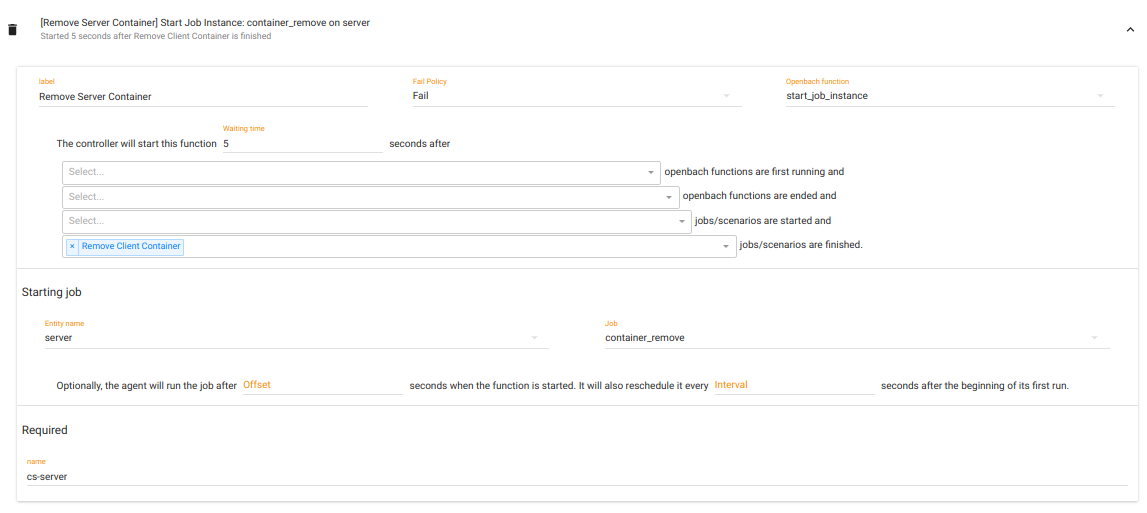 [Remove Server Container] Start Job Instance: container_remove on server
Started 5 seconds after Remove Client Container is finished
label Fail Policy Openbach function
Remove Server Container Fail start_job_instance
Waiting time
The controller will start this function 5 seconds after
Select... openbach functions are first running and
Select... openbach functions are ended and
Select... jobs/scenarios are started and
× Remove Client Container jobs/scenarios are finished.
Starting job
Entity name Job
server container_remove
Optionally, the agent will run the job after Offset seconds when the function is started. It will also reschedule it every Interval seconds after the beginning of its first run.
Required
name
cs-server